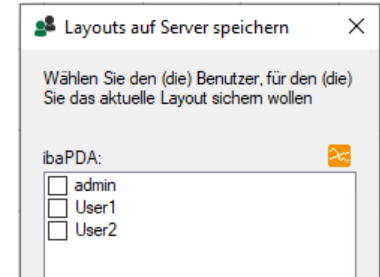 Layouts auf Server speichern
Wählen Sie den (die) Benutzer, für den (die)
Sie das aktuelle Layout sichern wollen
ibaPDA:
admin
User1
User2